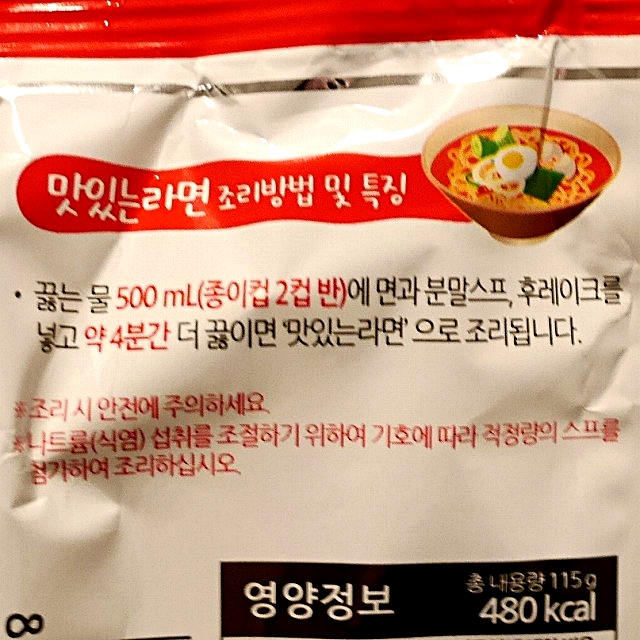 맛있는라면 조리방법 및 특징
• 끓는 물 500 mL(종이컵 2컵 반)에 면과 분말스프, 후레이크를
넣고 약 4분간 더 끓이면 '맛있는라면' 으로 조리됩니다.
※조리 시 안전에 주의하세요.
※나트륨(식염) 섭취를 조절하기 위하여 기호에 따라 적정량의 스프를
첨가하여 조리하십시오.
영양정보
총 내용량 115 g
480 kcal
8